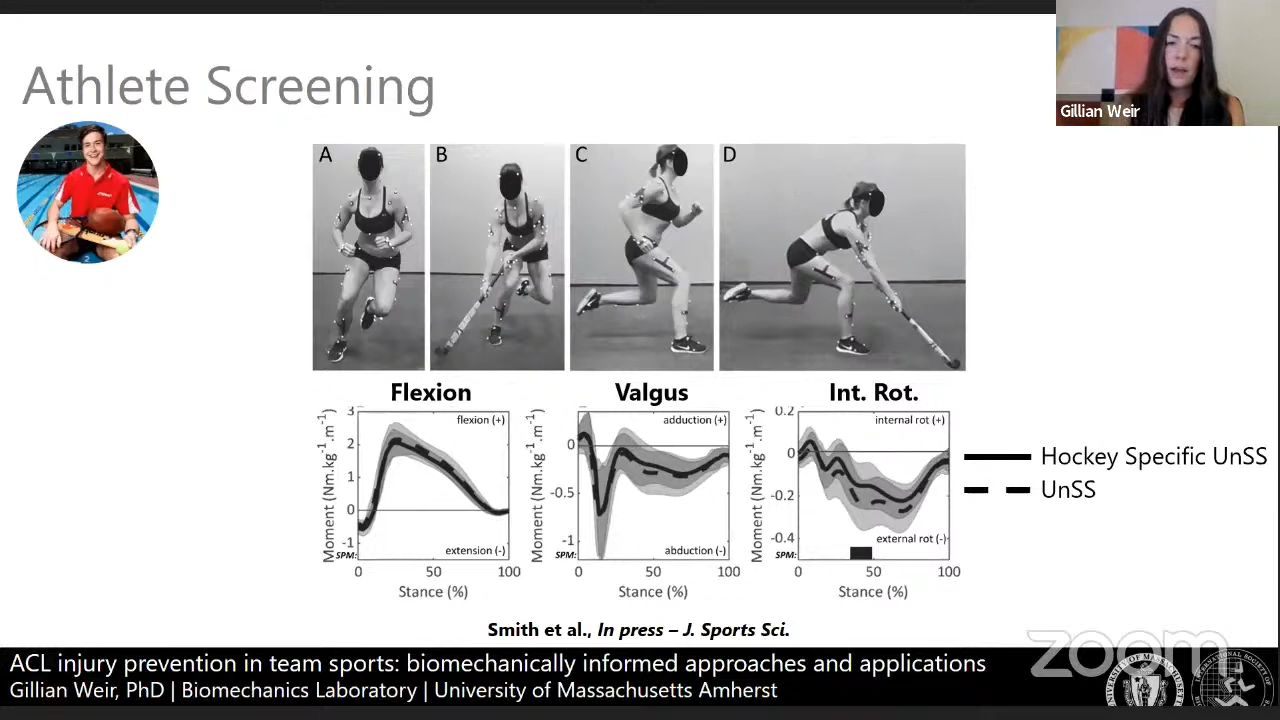 Athlete Screening
Gillian Weir
A B C D
Flexion Valgus Int. Rot.
Moment (Nm.kg⁻¹.m⁻¹)
3
2
1
0
-1
flexion (+)
extension (-)
SPM:
0 50 100
Stance (%)
Moment (Nm.kg⁻¹.m⁻¹)
0
-0.5
-1
adduction (+)
abduction (-)
SPM:
0 50 100
Stance (%)
Moment (Nm.kg⁻¹.m⁻¹)
0.2
0
-0.2
-0.4
internal rot (+)
external rot (-)
SPM:
0 50 100
Stance (%)
Hockey Specific UnSS
UnSS
Smith et al., In press – J. Sports Sci.
zoom
ACL injury prevention in team sports: biomechanically informed approaches and applications
Gillian Weir, PhD | Biomechanics Laboratory | University of Massachusetts Amherst